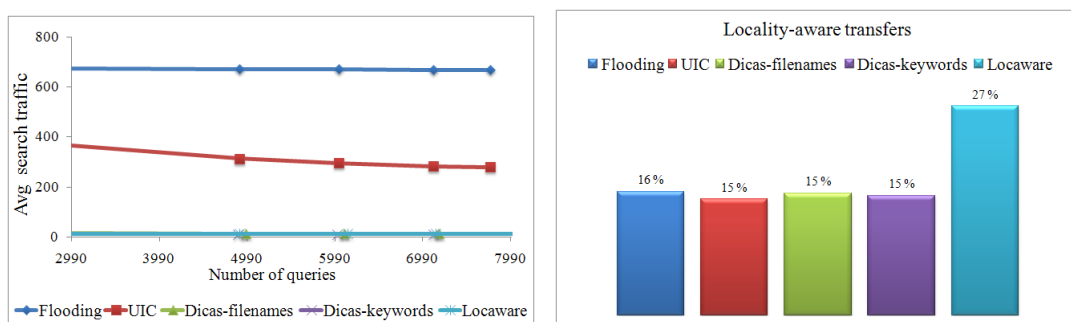 800
600
400
200
0
Avg search traffic
2990 3990 4990 5990 6990 7990
Number of queries
Flooding UIC Dicas-filenames Dicas-keywords Locaware
Locality-aware transfers
Flooding UIC Dicas-filenames Dicas-keywords Locaware
16% 15% 15% 15% 27%